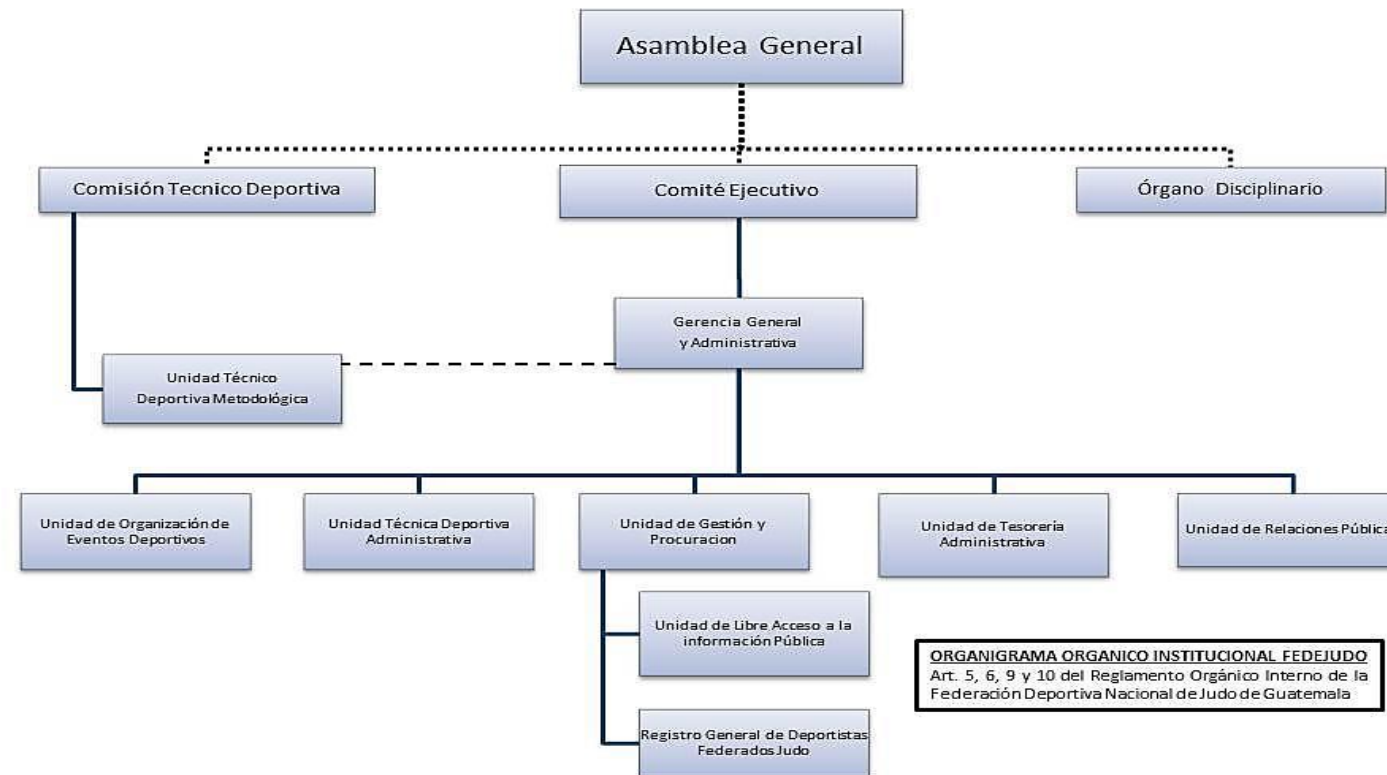 Asamblea General
Comisión Tecnico Deportiva
Comité Ejecutivo
Órgano Disciplinario
Gerencia General
y Administrativa
Unidad Técnico
Deportiva Metodológica
Unidad de Organización de
Eventos Deportivos
Unidad Técnica Deportiva
Administrativa
Unidad de Gestión y
Procuracion
Unidad de Tesorería
Administrativa
Unidad de Relaciones Pública
Unidad de Libre Acceso a la
información Pública
Registro General de Deportistas
Federados Judo
ORGANIGRAMA ORGANICO INSTITUCIONAL FEDEJUDO
Art. 5, 6, 9 y 10 del Reglamento Orgánico Interno de la
Federación Deportiva Nacional de Judo de Guatemala